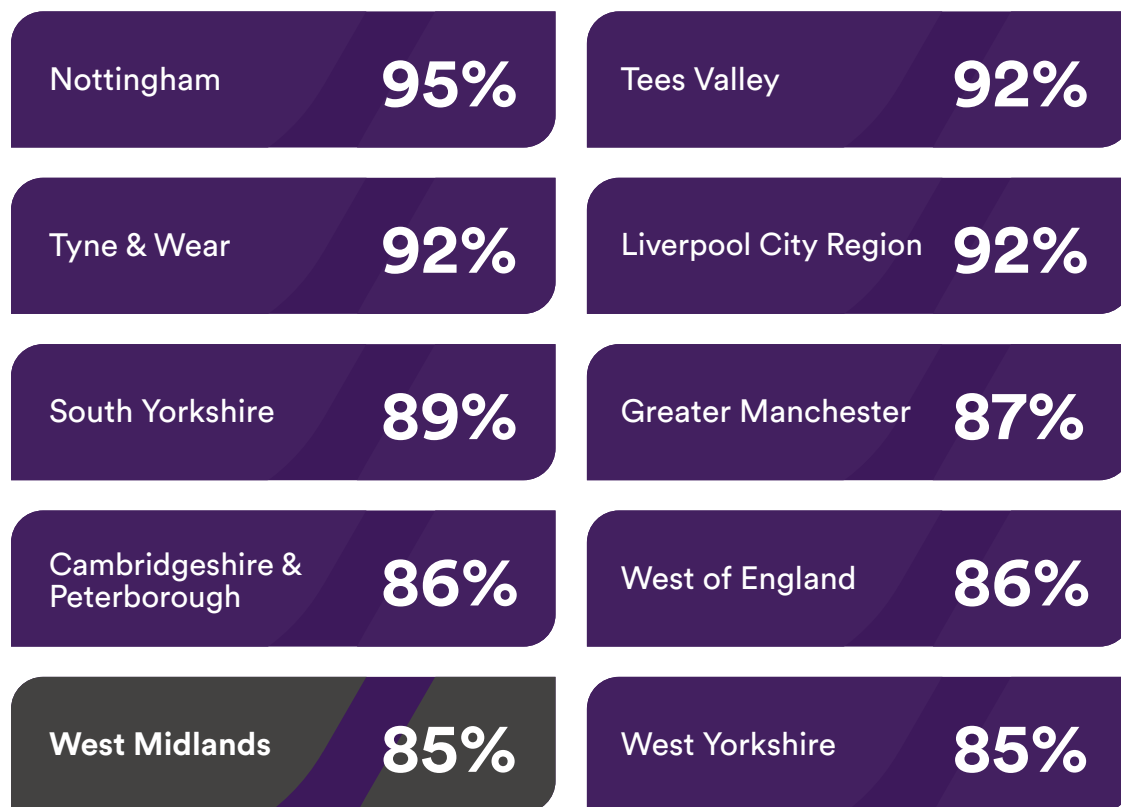 Nottingham 95%
Tees Valley 92%
Tyne & Wear 92%
Liverpool City Region 92%
South Yorkshire 89%
Greater Manchester 87%
Cambridgeshire &
Peterborough 86%
West of England 86%
West Midlands 85%
West Yorkshire 85%